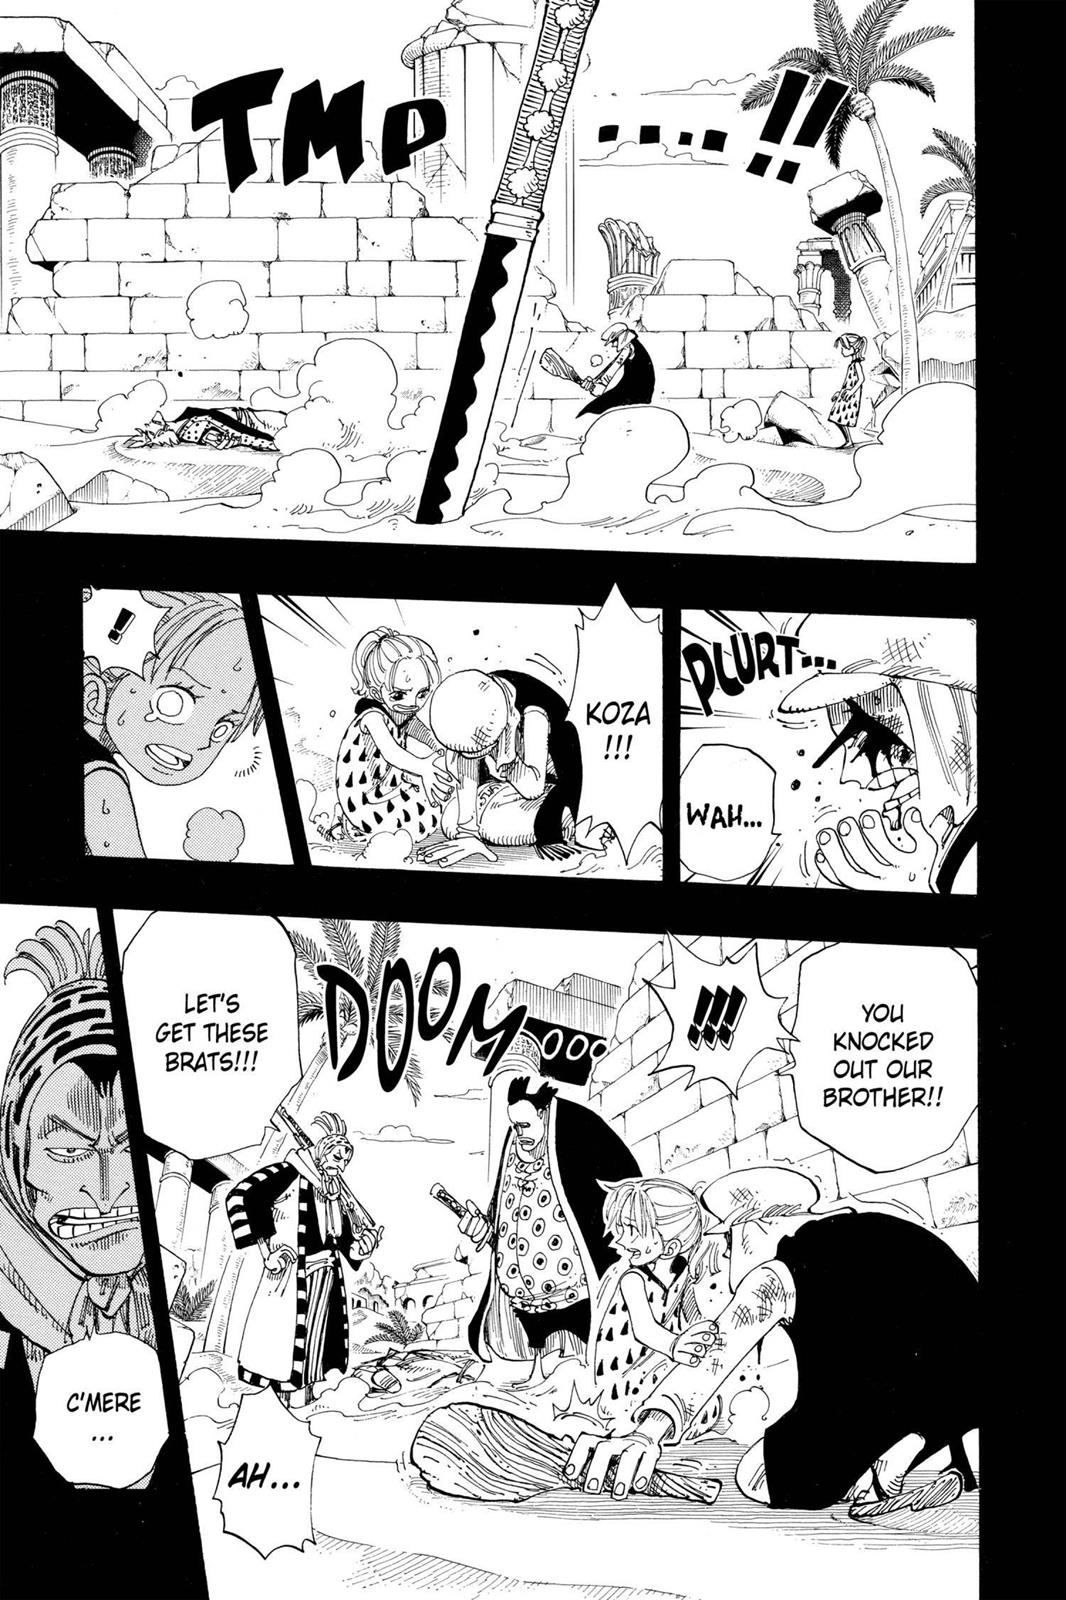 TMP
....!!
PLURT...
WAH...
KOZA
!!!
!!
YOU
KNOCKED
OUT OUR
BROTHER!!
!!!
DOOM
LET'S
GET THESE
BRATS!!!
AH...
C'MERE
...